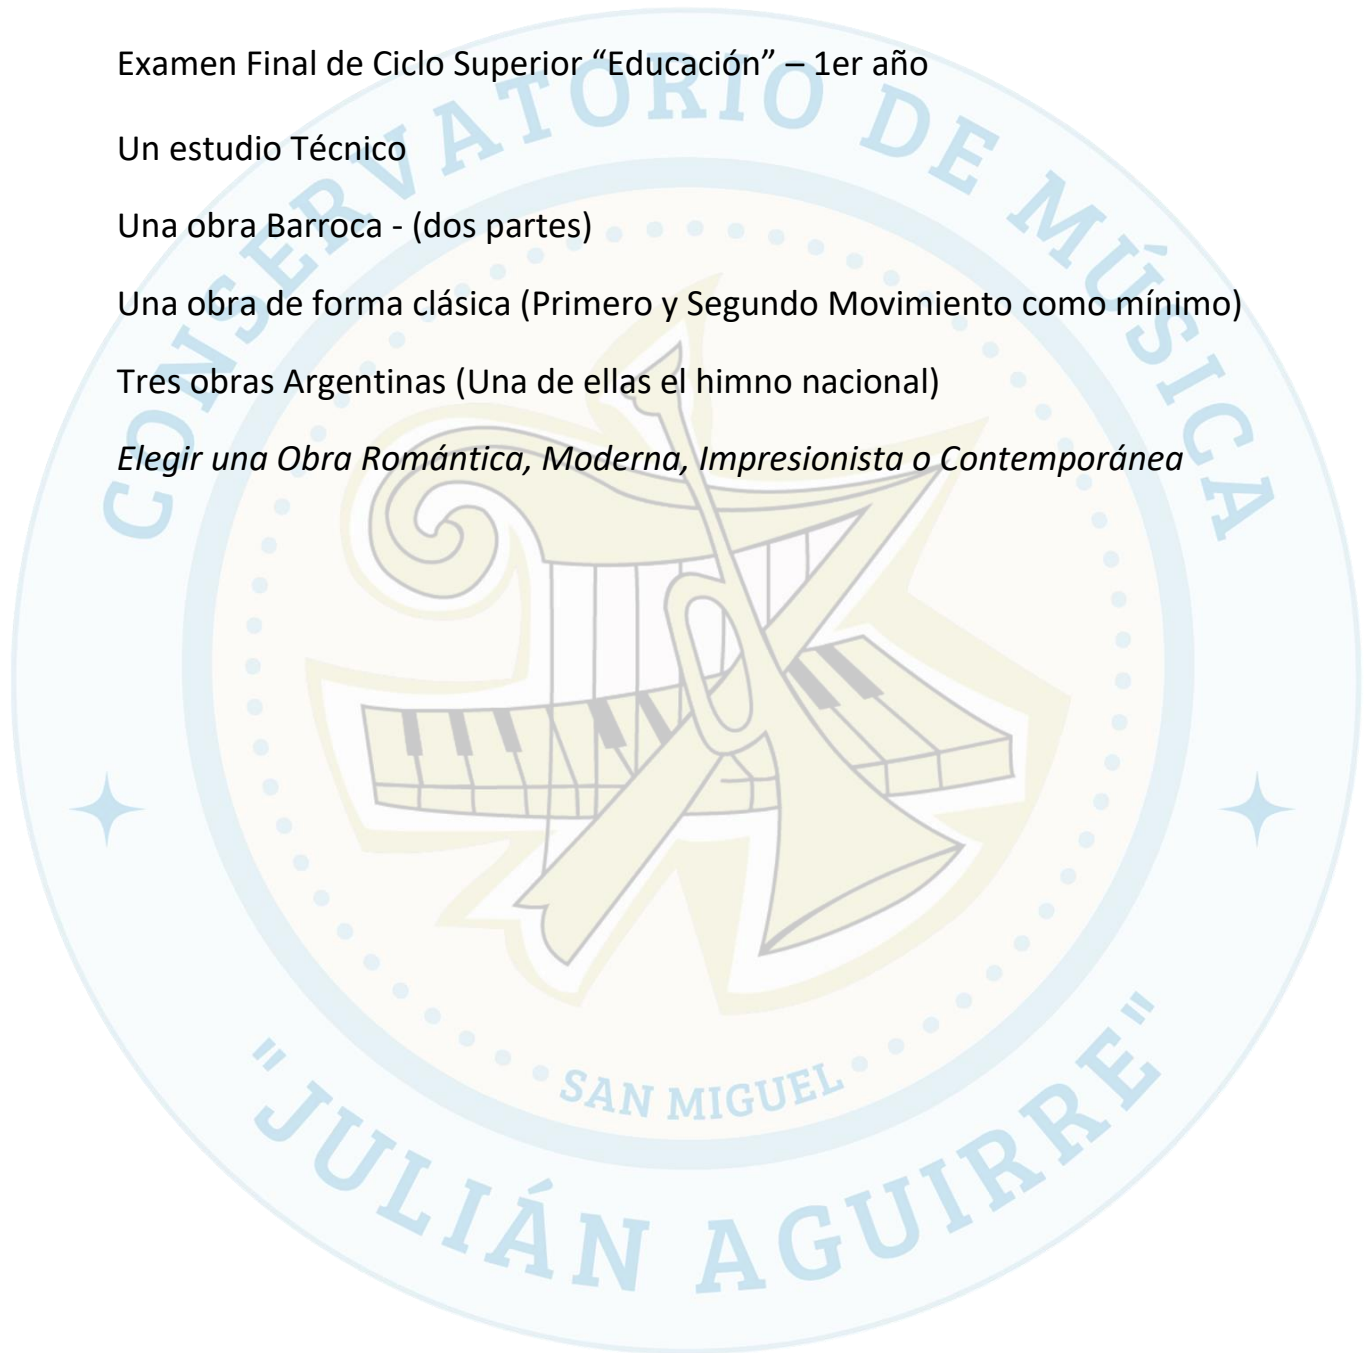 Examen Final de Ciclo Superior “Educación” – 1er año
Un estudio Técnico
Una obra Barroca - (dos partes)
Una obra de forma clásica (Primero y Segundo Movimiento como mínimo)
Tres obras Argentinas (Una de ellas el himno nacional)
Elegir una Obra Romántica, Moderna, Impresionista o Contemporánea
CONSERVATORIO DE MÚSICA
SAN MIGUEL
"JULIÁN AGUIRRE"